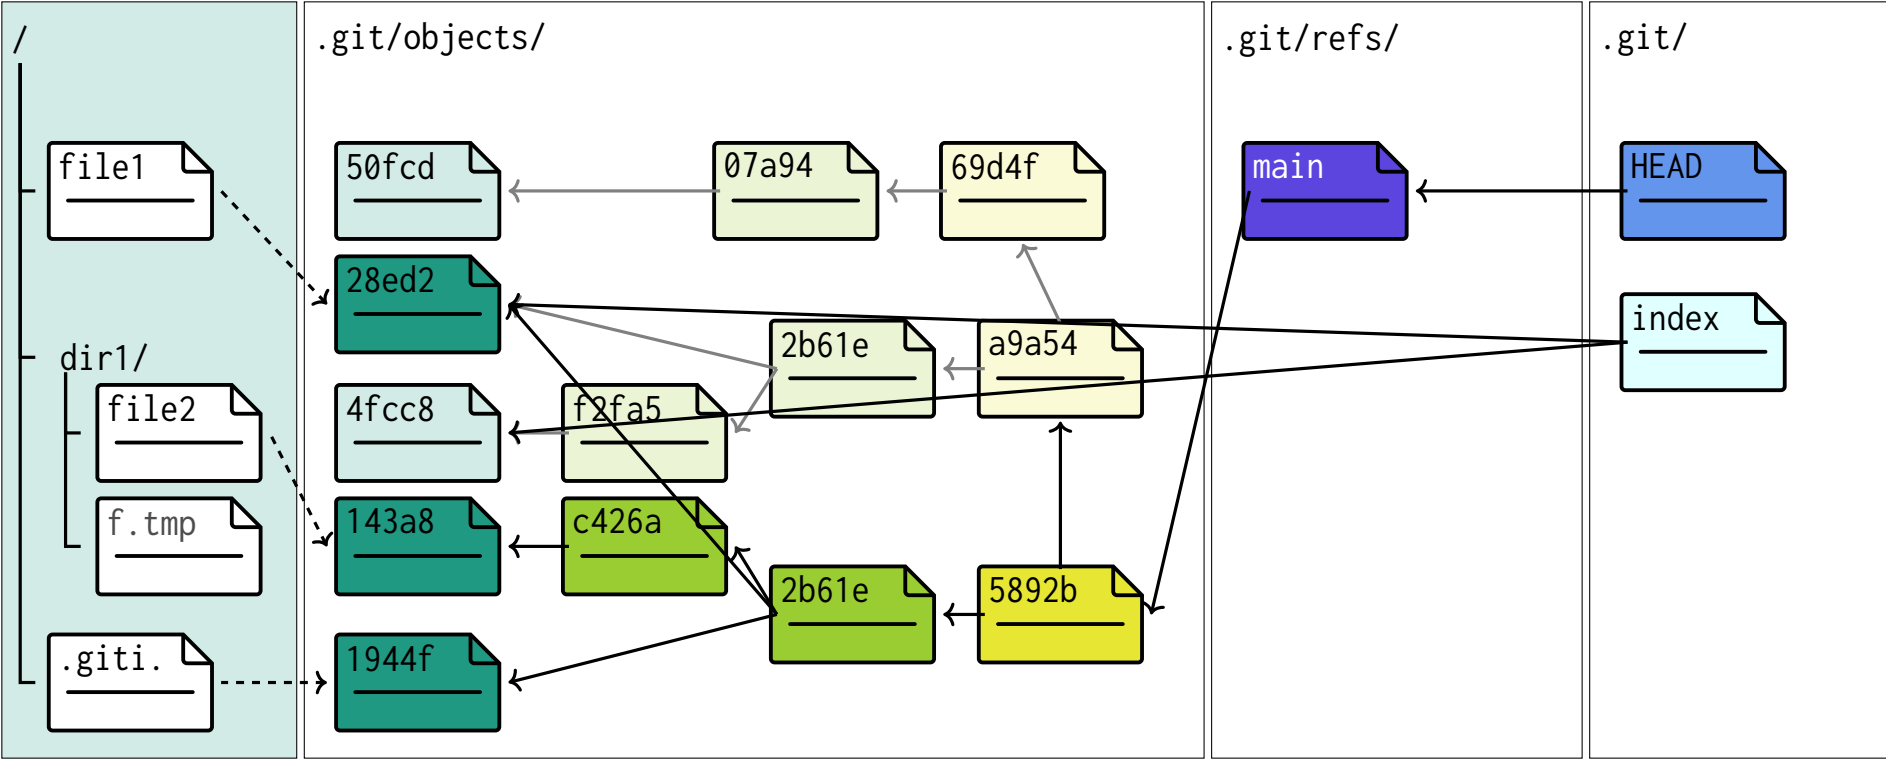 /
.git/objects/
.git/refs/
.git/
file1
50fcd
07a94
69d4f
main
HEAD
28ed2
index
dir1/
2b61e
a9a54
file2
4fcc8
f2fa5
f.tmp
143a8
c426a
2b61e
5892b
.giti.
1944f